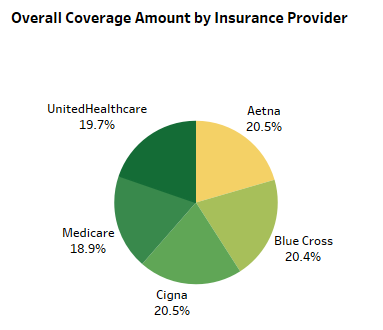 Overall Coverage Amount by Insurance Provider
UnitedHealthcare
19.7%
Aetna
20.5%
Medicare
18.9%
Blue Cross
20.4%
Cigna
20.5%